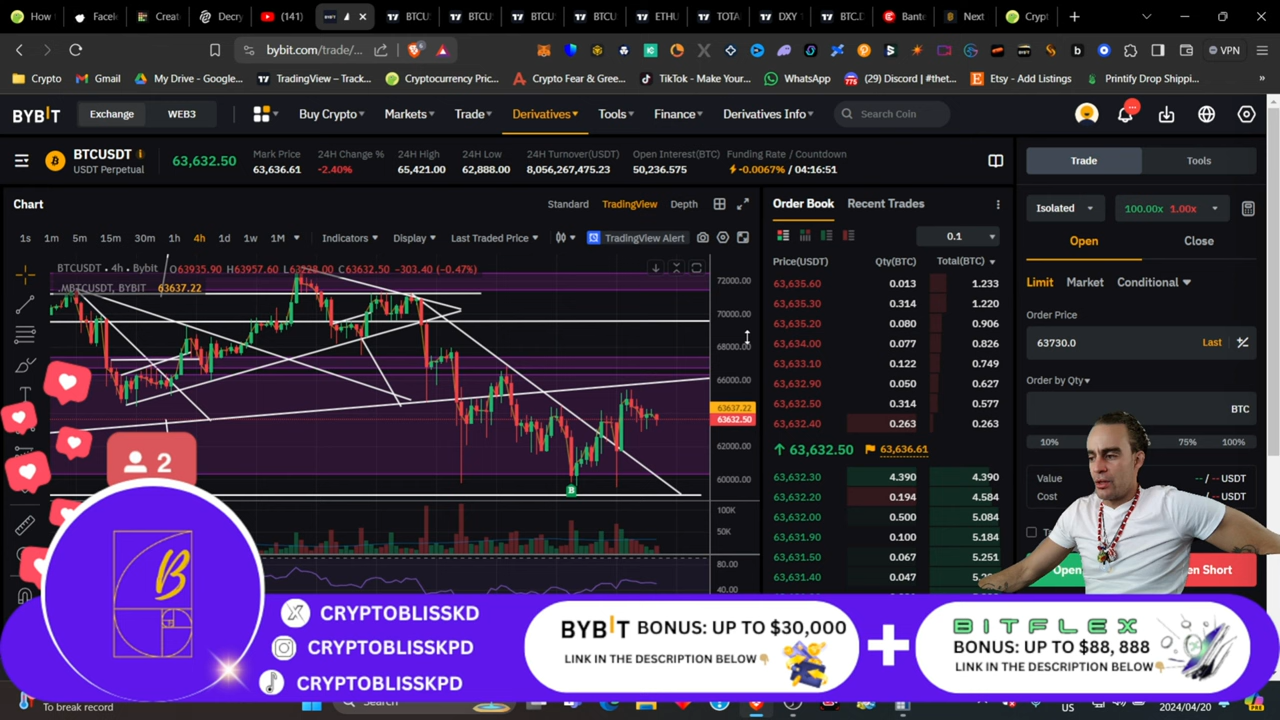 How
Facel
Creat
Decry
(141)
BTCU
BTCU
BTCU
BTCU
ETHU
TOTA
DXY T
BTC.D
Bante
Next
Crypt
bybit.com/trade/...
VPN
Crypto
Gmail
My Drive - Google...
TradingView – Track...
Cryptocurrency Pric...
Crypto Fear & Gree...
TikTok - Make Your...
WhatsApp
(29) Discord | #thet...
Etsy - Add Listings
Printify Drop Shippi...
BYBIT
Exchange
WEB3
Buy Crypto
Markets
Trade
Derivatives
Tools
Finance
Derivatives Info
Search Coin
BTCUSDT
USDT Perpetual
63,632.50
Mark Price
63,636.61
24H Change %
-2.40%
24H High
65,421.00
24H Low
62,888.00
24H Turnover(USDT)
8,056,267,475.23
Open Interest(BTC)
50,236.575
Funding Rate / Countdown
-0.0067% / 04:16:51
Trade
Tools
Chart
Standard
TradingView
Depth
Order Book
Recent Trades
Isolated
100.00x 1.00x
1s
1m
5m
15m
30m
1h
4h
1d
1w
1M
Indicators
Display
Last Traded Price
TradingView Alert
0.1
Open
Close
BTCUSDT · 4h · Bybit
O63935.90 H63957.60
C63632.50 -303.40 (-0.47%)
.MBTCUSDT, BYBIT 63637.22
72000.00
70000.00
68000.00
66000.00
63637.22
63632.50
62000.00
60000.00
100K
50K
80.00
B
Price(USDT)
Qty(BTC)
Total(BTC)
63,635.60 0.013 1.233
63,635.30 0.314 1.220
63,635.20 0.080 0.906
63,634.00 0.077 0.826
63,633.10 0.122 0.750
63,632.90 0.050 0.627
63,632.50 0.314 0.577
63,632.40 0.263 0.263
63,632.50
63,636.61
63,632.30 4.390 4.390
63,632.20 0.194 4.584
63,632.00 0.500 5.084
63,631.90 0.100 5.184
63,631.50 0.067 5.251
63,631.40 0.047
Limit
Market
Conditional
Order Price
63730.0
Last
Order by Qty
BTC
10%
75%
100%
Value
-- / -- USDT
Cost
-- / -- USDT
Open
Short
2
B
CRYPTOBLISSKD
CRYPTOBLISSKPD
CRYPTOBLISSKPD
BYBIT BONUS: UP TO $30,000
LINK IN THE DESCRIPTION BELOW
BITFLEX
BONUS: UP TO $88, 888
LINK IN THE DESCRIPTION BELOW
To break record
Search
US
2024/04/20